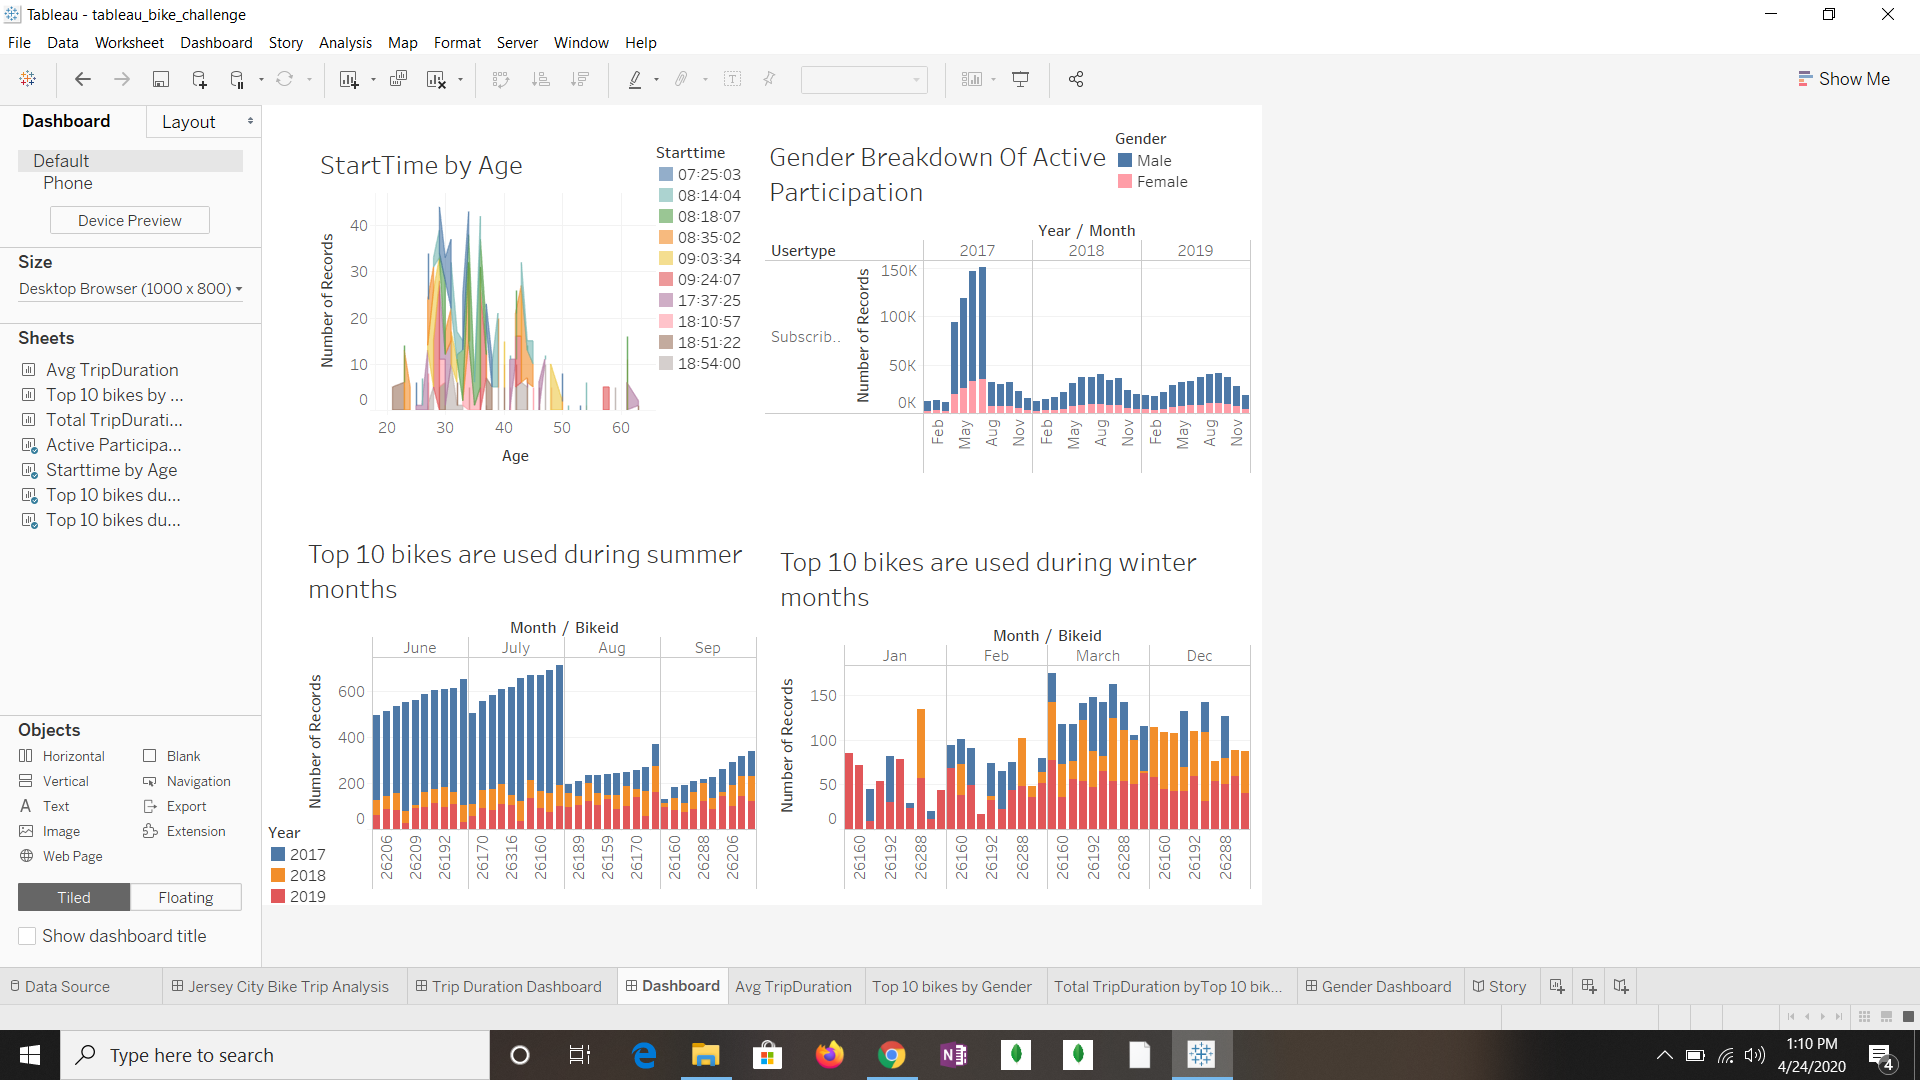 Tableau - tableau_bike_challenge
File Data Worksheet Dashboard Story Analysis Map Format Server Window Help
Show Me
Dashboard Layout
Default
Phone
Device Preview
Size
Desktop Browser (1000 x 800)
Sheets
Avg TripDuration
Top 10 bikes by ...
Total TripDurati...
Active Participa...
Starttime by Age
Top 10 bikes du...
Top 10 bikes du...
Objects
Horizontal Blank
Vertical Navigation
Text Export
Image Extension
Web Page
Tiled Floating
Show dashboard title
StartTime by Age
Number of Records
40
30
20
10
0
20 30 40 50 60
Age
Starttime
07:25:03
08:14:04
08:18:07
08:35:02
09:03:34
09:24:07
17:37:25
18:10:57
18:51:22
18:54:00
Gender Breakdown Of Active
Participation
Gender
Male
Female
Year / Month
Usertype 2017 2018 2019
Subscrib..
Number of Records
150K
100K
50K
0K
Feb May Aug Nov Feb May Aug Nov Feb May Aug Nov
Top 10 bikes are used during summer
months
Month / Bikeid
June July Aug Sep
Number of Records
600
400
200
0
26206 26209 26192 26170 26316 26160 26189 26159 26170 26160 26288 26206
Year
2017
2018
2019
Top 10 bikes are used during winter
months
Month / Bikeid
Jan Feb March Dec
Number of Records
150
100
50
0
26160 26192 26288 26160 26192 26288 26160 26192 26288 26160 26192 26288
Data Source Jersey City Bike Trip Analysis Trip Duration Dashboard Dashboard Avg TripDuration Top 10 bikes by Gender Total TripDuration byTop 10 bik... Gender Dashboard Story
Type here to search
1:10 PM
4/24/2020
4